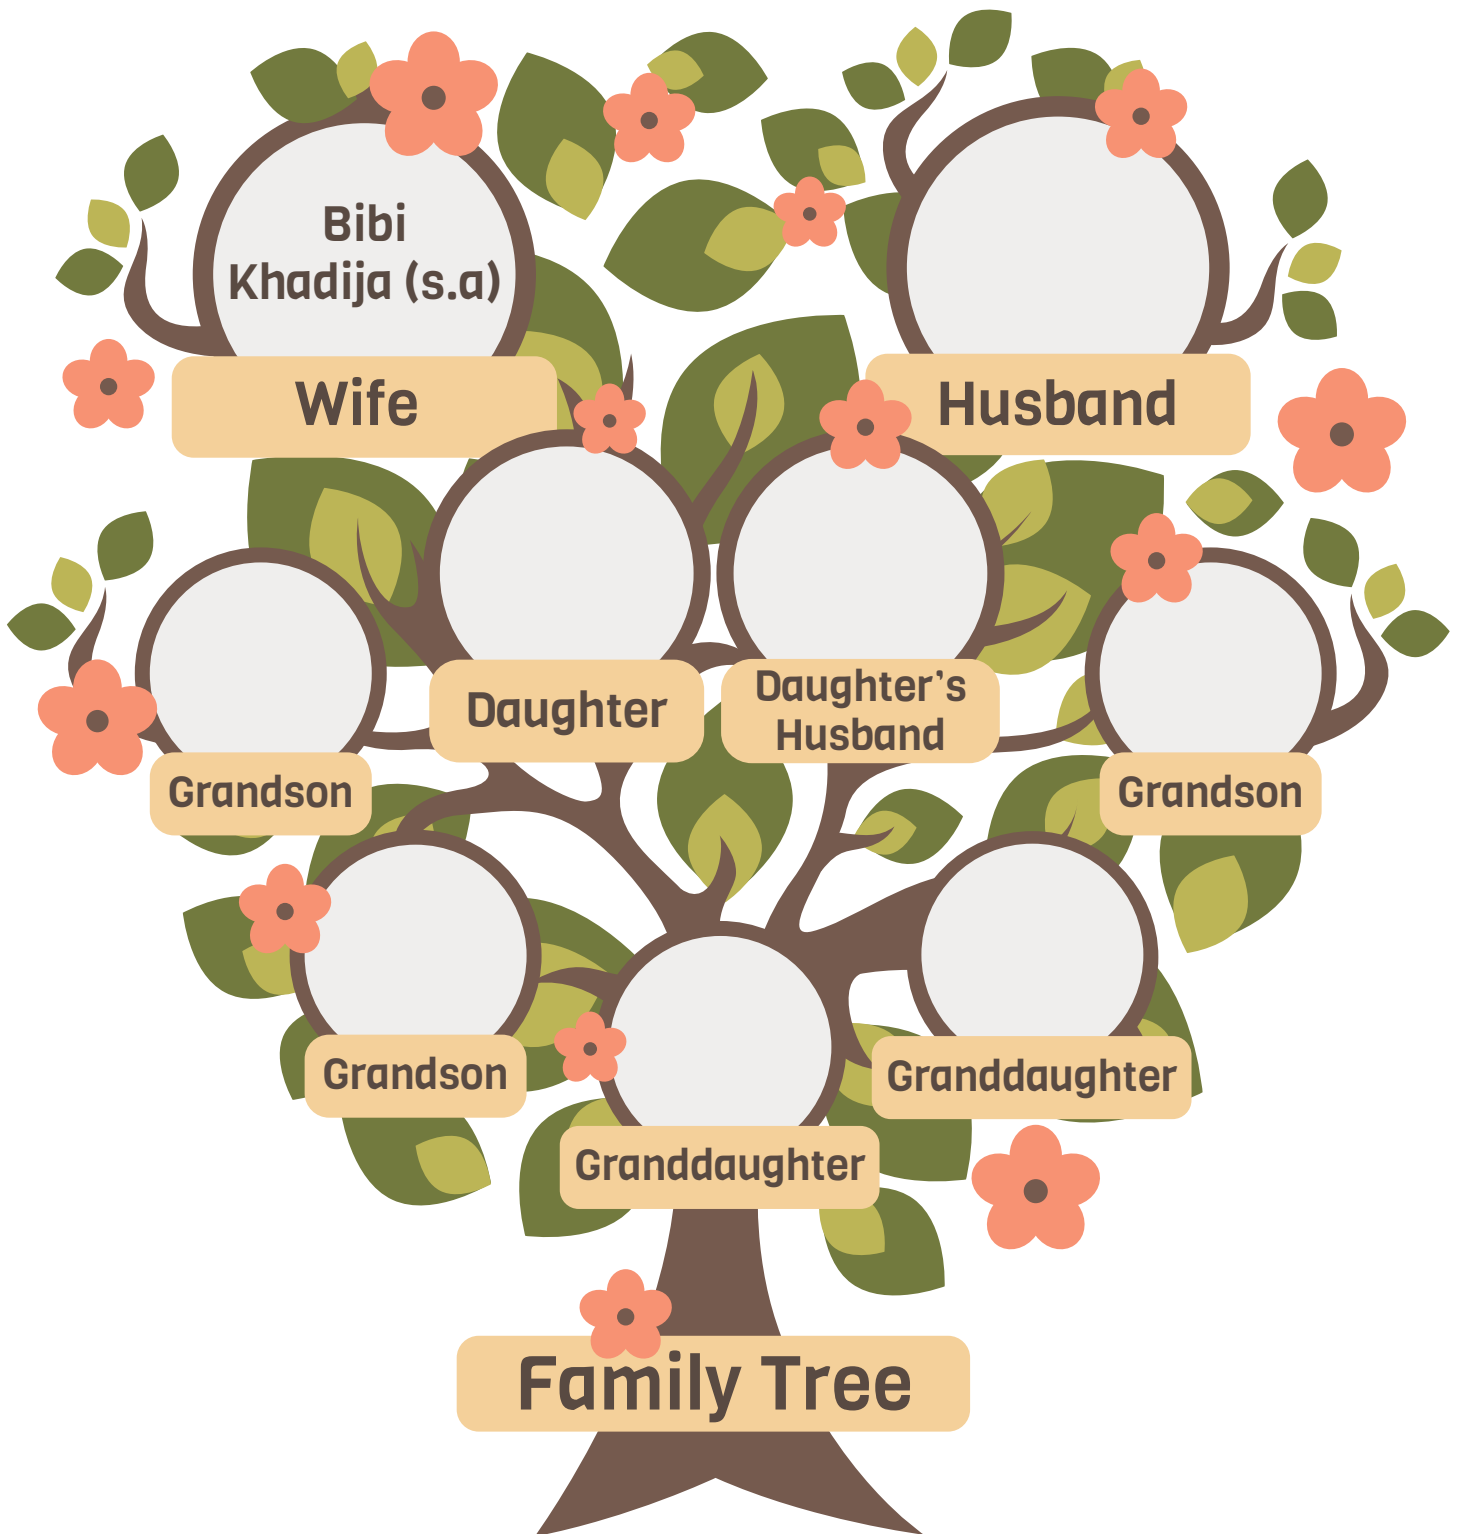 Bibi
Khadija (s.a)
Wife
Husband
Daughter
Daughter's
Husband
Grandson
Grandson
Grandson
Granddaughter
Granddaughter
Family Tree